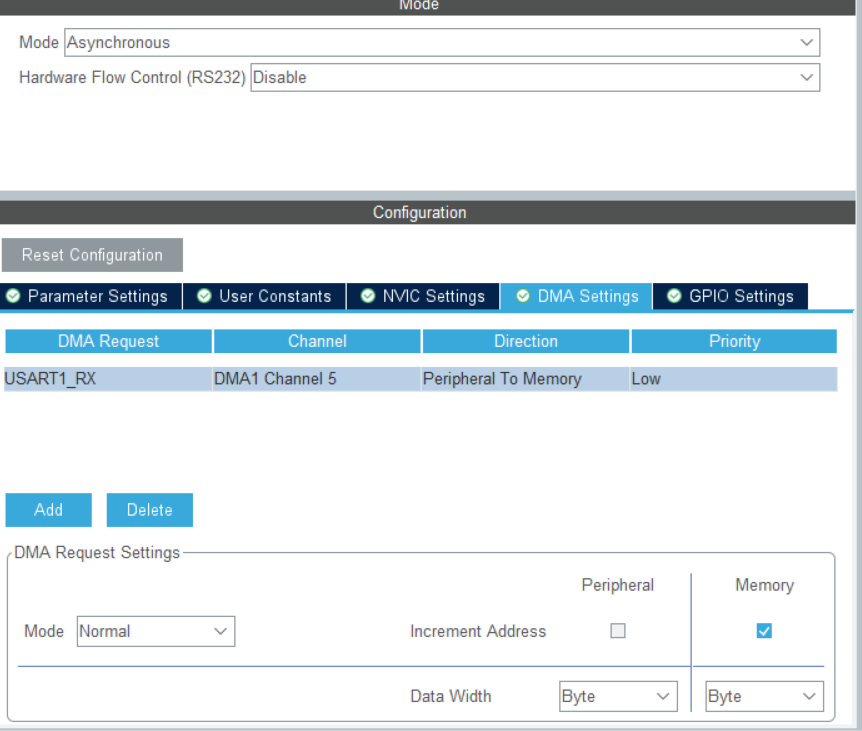 Mode
Mode Asynchronous
Hardware Flow Control (RS232) Disable
Configuration
Reset Configuration
Parameter Settings User Constants NVIC Settings DMA Settings GPIO Settings
DMA Request Channel Direction Priority
USART1_RX DMA1 Channel 5 Peripheral To Memory Low
Add Delete
DMA Request Settings
Peripheral Memory
Mode Normal Increment Address
Data Width Byte Byte